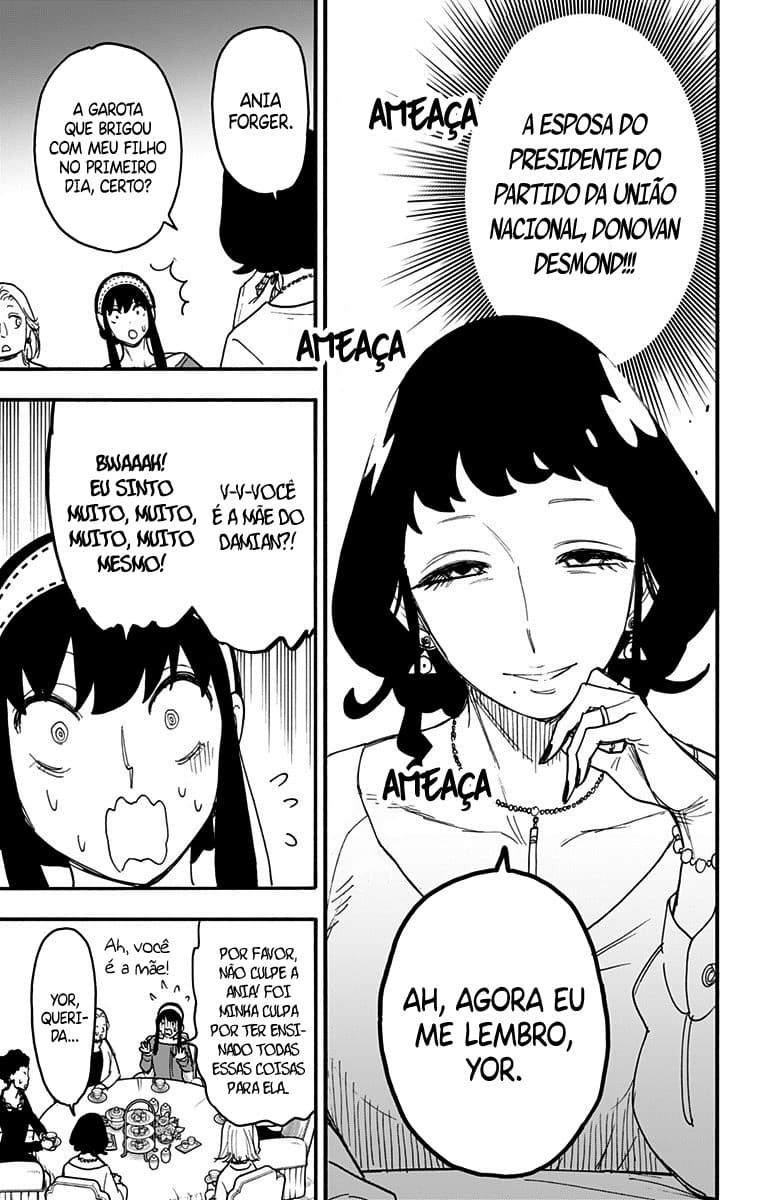 AMEAÇA
A ESPOSA DO
PRESIDENTE DO
PARTIDO DA UNIÃO
NACIONAL, DONOVAN
DESMOND!!!
AMEAÇA
AMEAÇA
AH, AGORA EU
ME LEMBRO,
YOR.
ANIA
FORGER.
A GAROTA
QUE BRIGOU
COM MEU FILHO
NO PRIMEIRO
DIA, CERTO?
V-V-VOCÊ
É A MÃE DO
DAMIAN?!
BWAAAH!
EU SINTO
MUITO, MUITO,
MUITO, MUITO
MESMO!
POR FAVOR,
NÃO CULPE A
ANIA! FOI
MINHA CULPA
POR TER ENSI-
NADO TODAS
ESSAS COISAS
PARA ELA.
Ah, você
é a mãe!
YOR,
QUERI-
DA...